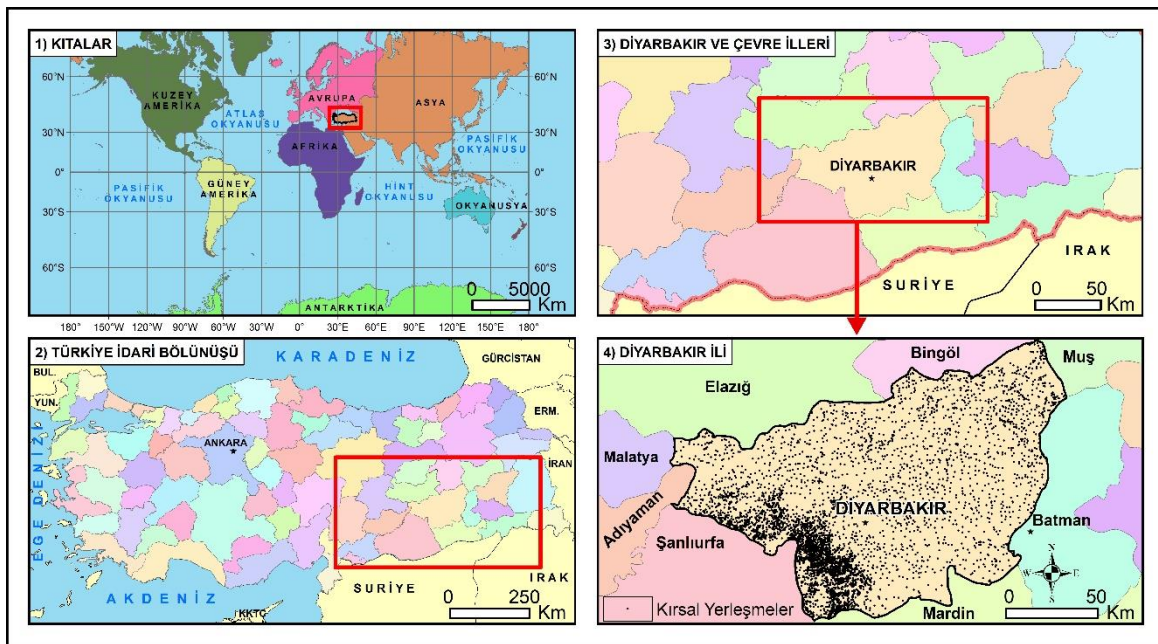 1) KITALAR
60°N
30°N
0°
30°S
60°S
KUZEY
AMERİKA
ATLAS
OKYANUSU
AVRUPA
ASYA
PASİFİK
OKYANUSU
AFRİKA
PASİFİK
OKYANUSU
GÜNEY
AMERİKA
HİNT
OKYANUSU
OKYANUSYA
ANTARKTİKA
60°N
30°N
0°
30°S
60°S
0 5000
Km
180° 150°W 120°W 90°W 60°W 30°W 0° 30°E 60°E 90°E 120°E 150°E 180°
2) TÜRKİYE İDARİ BÖLÜNÜŞÜ
KARADENİZ
GÜRCİSTAN
BUL.
YUN.
ERM.
ANKARA
İRAN
EGE DENİZİ
SURİYE
IRAK
AKDENİZ
KKTC
0 250
Km
3) DİYARBAKIR VE ÇEVRE İLLERİ
DİYARBAKIR
IRAK
SURİYE
0 50
Km
4) DİYARBAKIR İLİ
Bingöl
Muş
Elazığ
Malatya
Adıyaman
DİYARBAKIR
Batman
Şanlıurfa
N
W E
S
Kırsal Yerleşmeler
Mardin
0 50
Km